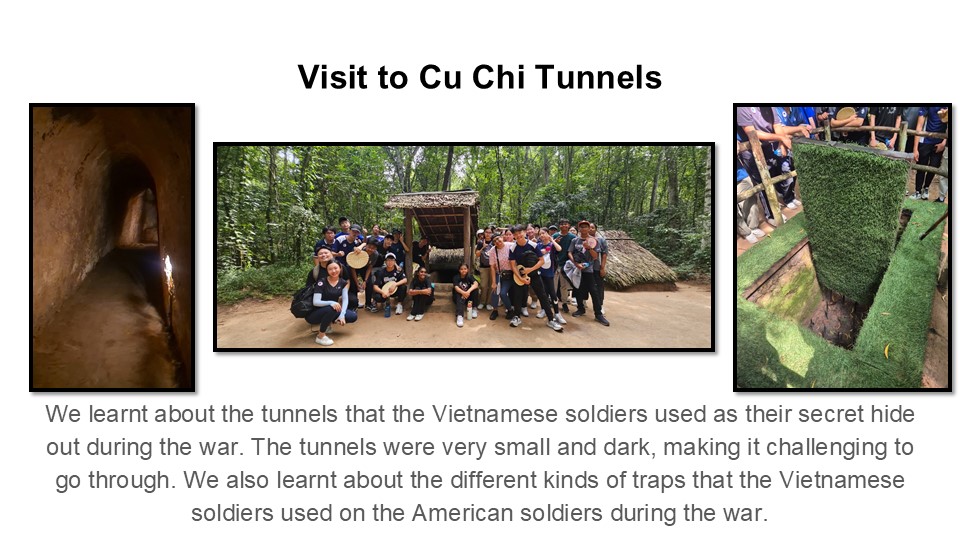 Visit to Cu Chi Tunnels
We learnt about the tunnels that the Vietnamese soldiers used as their secret hide
out during the war. The tunnels were very small and dark, making it challenging to
go through. We also learnt about the different kinds of traps that the Vietnamese
soldiers used on the American soldiers during the war.